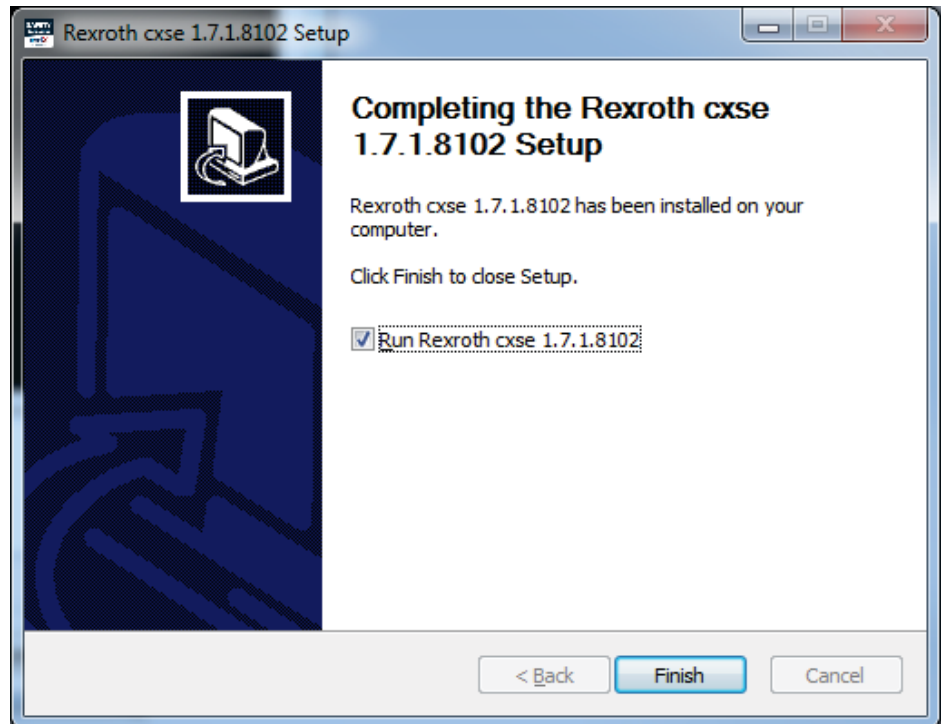 Rexroth cxse 1.7.1.8102 Setup
Completing the Rexroth cxse
1.7.1.8102 Setup
Rexroth cxse 1.7.1.8102 has been installed on your
computer.
Click Finish to close Setup.
Run Rexroth cxse 1.7.1.8102
< Back
Finish
Cancel